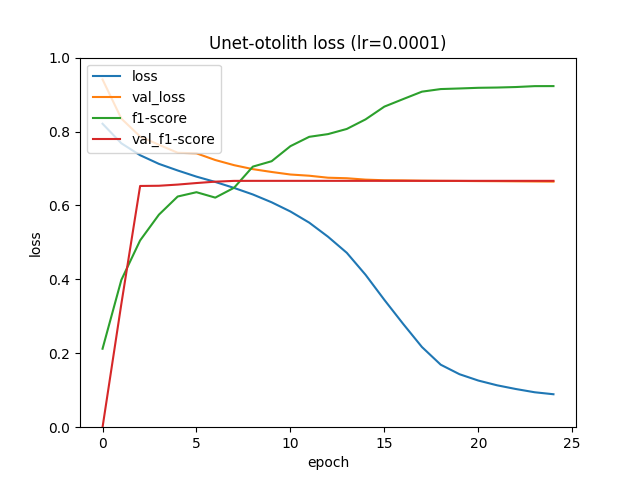 Unet-otolith loss (lr=0.0001)
1.0
0.8
0.6
0.4
0.2
0.0
loss
loss
val_loss
f1-score
val_f1-score
0 5 10 15 20 25
epoch